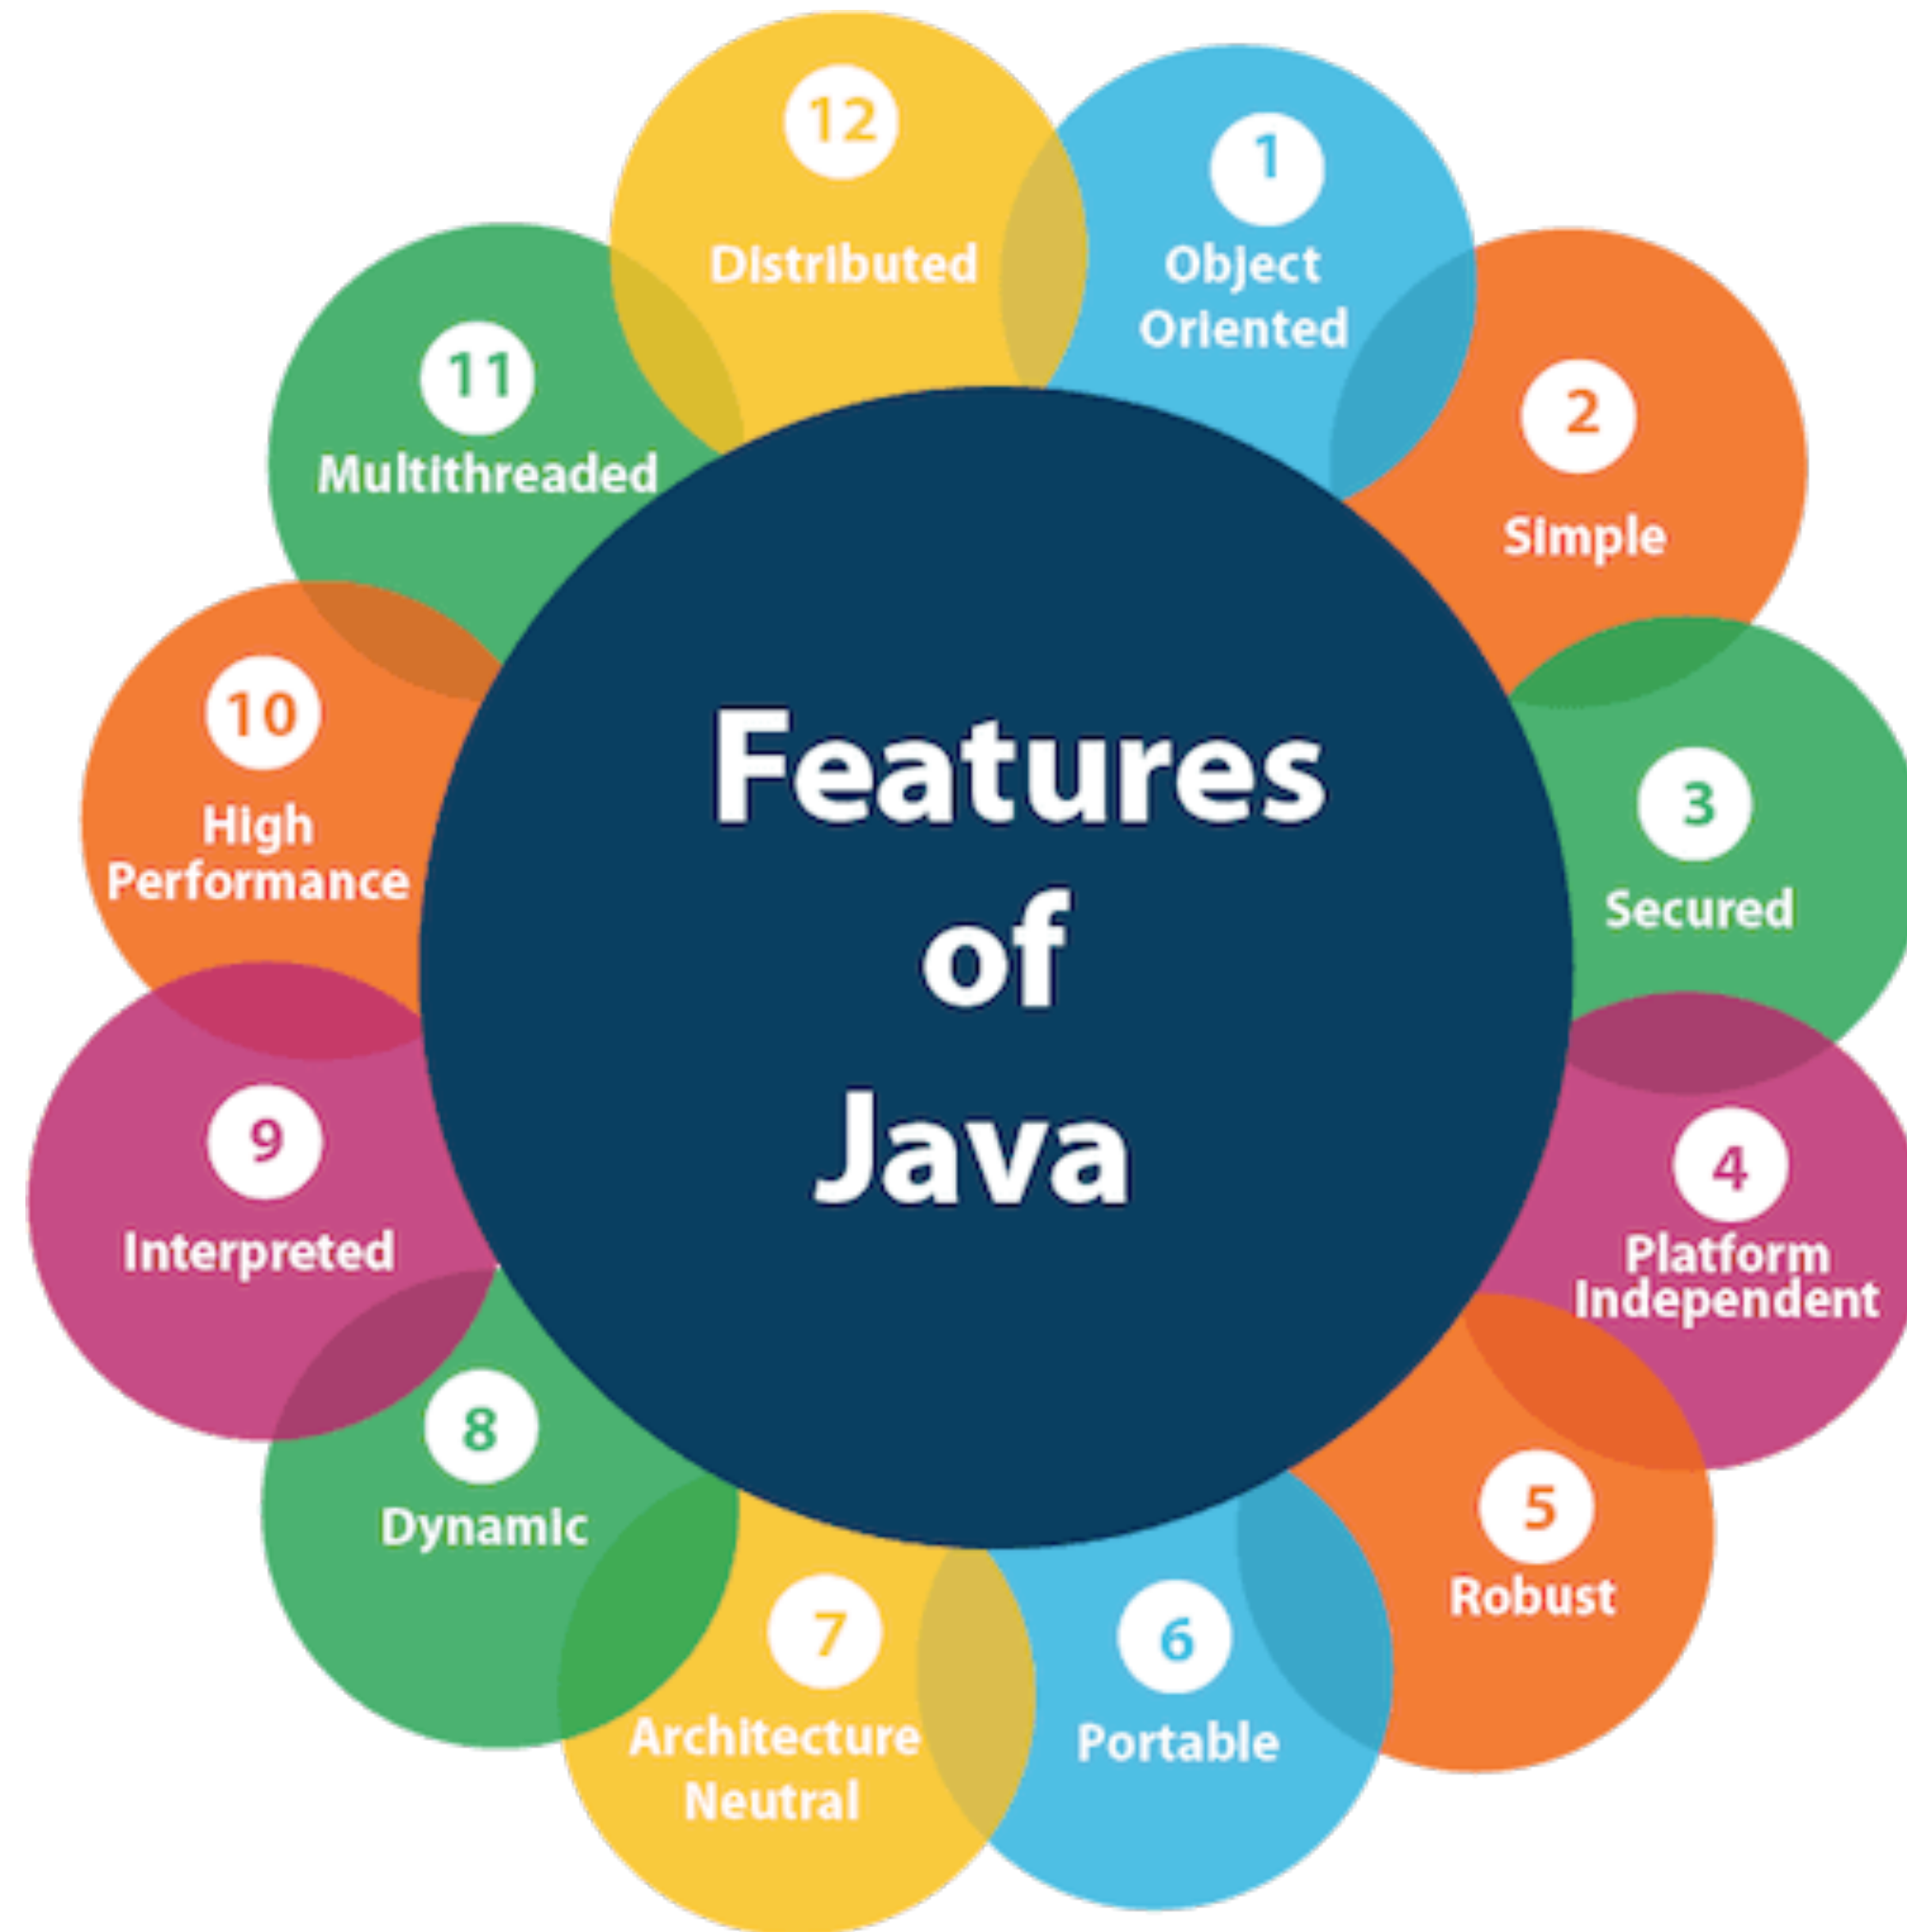 Features
of
Java
1
Object
Oriented
2
Simple
3
Secured
4
Platform
Independent
5
Robust
6
Portable
7
Architecture
Neutral
8
Dynamic
9
Interpreted
10
High
Performance
11
Multithreaded
12
Distributed